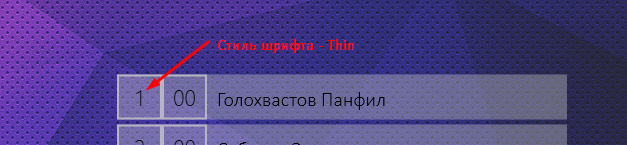 Стиль шрифта - Thin
1 00 Голохвастов Панфил